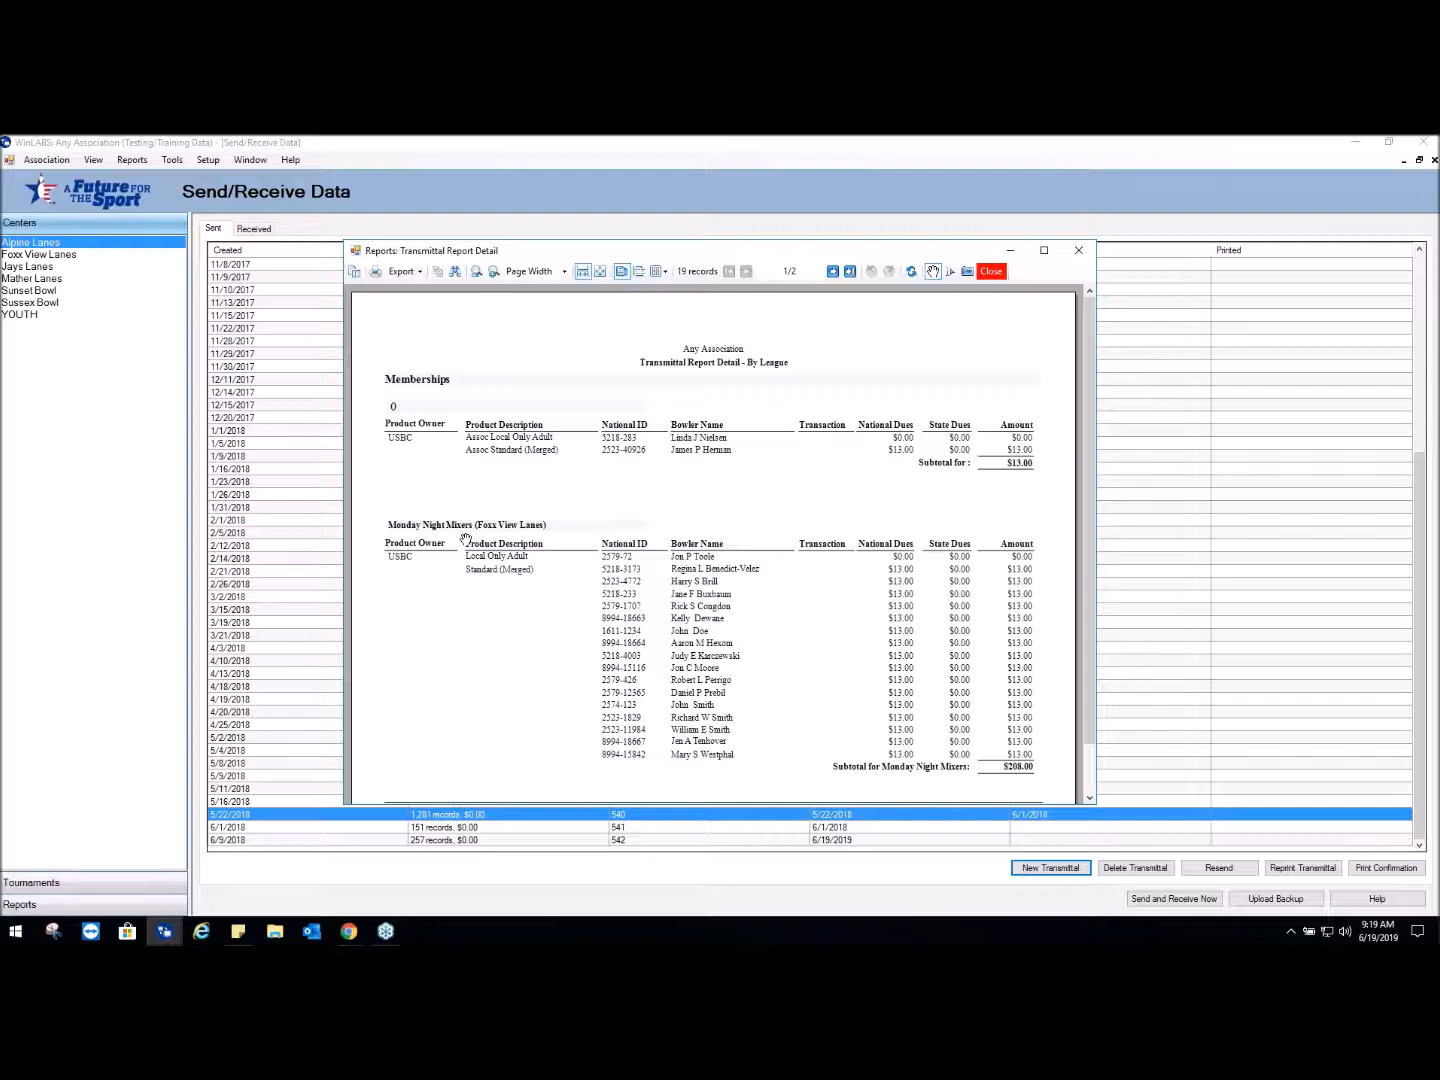 WinLABS: Any Association (Testing/Training Data) - [Send/Receive Data]
Association View Reports Tools Setup Window Help
A Future FOR THE Sport
Send/Receive Data
Centers
Alpine Lanes
Foxx View Lanes
Jays Lanes
Mather Lanes
Sunset Bowl
Sussex Bowl
YOUTH
Tournaments
Reports
Sent Received
Created Printed
11/8/2017
11/9/2017
11/10/2017
11/13/2017
11/15/2017
11/22/2017
11/28/2017
11/29/2017
11/30/2017
12/11/2017
12/14/2017
12/15/2017
12/20/2017
1/1/2018
1/5/2018
1/9/2018
1/16/2018
1/23/2018
1/26/2018
1/31/2018
2/1/2018
2/5/2018
2/12/2018
2/14/2018
2/21/2018
2/26/2018
3/2/2018
3/15/2018
3/19/2018
3/21/2018
4/3/2018
4/10/2018
4/13/2018
4/18/2018
4/19/2018
4/20/2018
4/25/2018
5/2/2018
5/4/2018
5/8/2018
5/9/2018
5/11/2018
5/16/2018
5/22/2018 1,281 records, $0.00 540 5/22/2018 6/1/2018
6/1/2018 151 records, $0.00 541 6/1/2018
6/9/2018 257 records, $0.00 542 6/19/2019
Reports: Transmittal Report Detail
Export Page Width 19 records 1/2 Close
Any Association
Transmittal Report Detail - By League
Memberships
0
Product Owner Product Description National ID Bowler Name Transaction National Dues State Dues Amount
USBC Assoc Local Only Adult 5218-283 Linda J Nielsen $0.00 $0.00 $0.00
Assoc Standard (Merged) 2523-40926 James P Herman $13.00 $0.00 $13.00
Subtotal for : $13.00
Monday Night Mixers (Foxx View Lanes)
Product Owner Product Description National ID Bowler Name Transaction National Dues State Dues Amount
USBC Local Only Adult 2579-72 Jon P Toole $0.00 $0.00 $0.00
Standard (Merged) 5218-3173 Regina L Benedict-Velez $13.00 $0.00 $13.00
2523-4772 Harry S Brill $13.00 $0.00 $13.00
5218-233 Jane F Buxbaum $13.00 $0.00 $13.00
2579-1707 Rick S Congdon $13.00 $0.00 $13.00
8994-18663 Kelly Dewane $13.00 $0.00 $13.00
1611-1234 John Doe $13.00 $0.00 $13.00
8994-18664 Aaron M Hexom $13.00 $0.00 $13.00
5218-4003 Judy E Karczewski $13.00 $0.00 $13.00
8994-15116 Jon C Moore $13.00 $0.00 $13.00
2579-426 Robert L Perrigo $13.00 $0.00 $13.00
2579-12365 Daniel P Prebil $13.00 $0.00 $13.00
2574-123 John Smith $13.00 $0.00 $13.00
2523-1829 Richard W Smith $13.00 $0.00 $13.00
2523-11984 William E Smith $13.00 $0.00 $13.00
8994-18667 Jen A Tenhover $13.00 $0.00 $13.00
8994-15842 Mary S Westphal $13.00 $0.00 $13.00
Subtotal for Monday Night Mixers: $208.00
New Transmittal Delete Transmittal Resend Reprint Transmittal Print Confirmation
Send and Receive Now Upload Backup Help
9:19 AM
6/19/2019